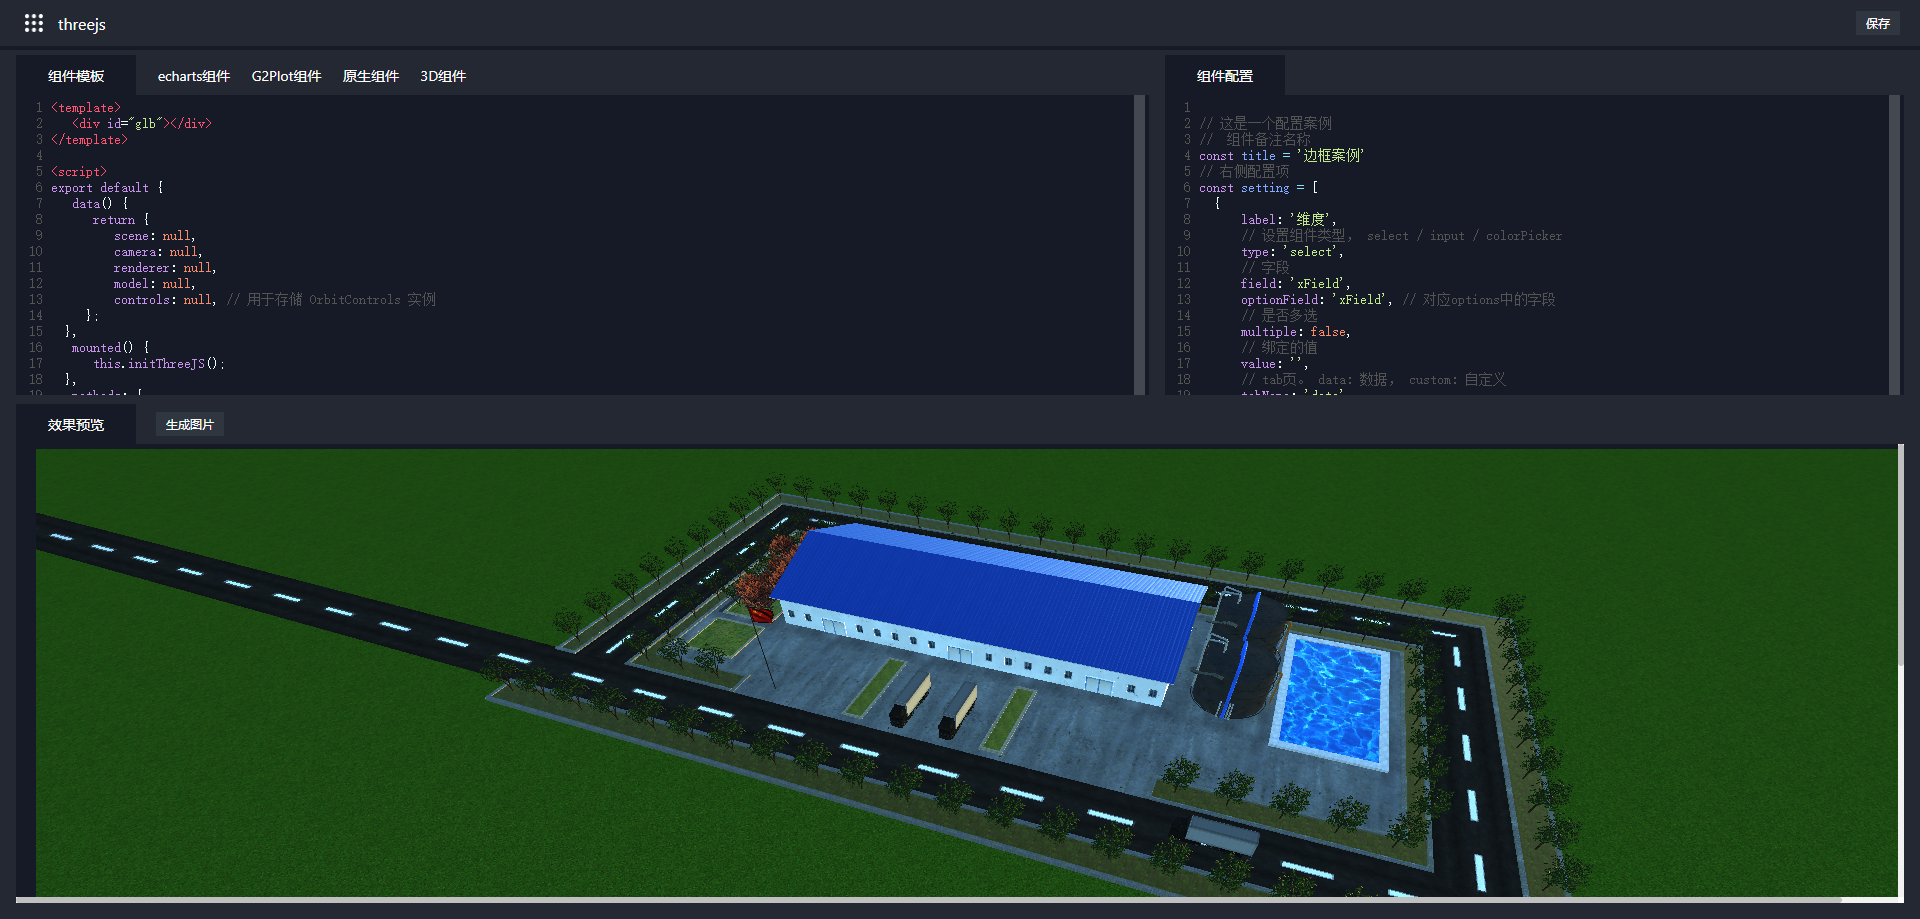 threejs
保存
组件模板 echarts组件 G2Plot组件 原生组件 3D组件
1 <template>
2 <div id="glb"></div>
3 </template>
4
5 <script>
6 export default {
7 data() {
8 return {
9 scene: null,
10 camera: null,
11 renderer: null,
12 model: null,
13 controls: null, // 用于存储 OrbitControls 实例
14 };
15 },
16 mounted() {
17 this.initThreeJS();
18 },
19 methods: {
组件配置
1
2 // 这是一个配置案例
3 // 组件备注名称
4 const title = '边框案例'
5 // 右侧配置项
6 const setting = [
7 {
8 label: '维度',
9 // 设置组件类型， select / input / colorPicker
10 type: 'select',
11 // 字段
12 field: 'xField',
13 optionField: 'xField', // 对应options中的字段
14 // 是否多选
15 multiple: false,
16 // 绑定的值
17 value: '',
18 // tab页。 data: 数据， custom: 自定义
19 tabName: 'data'
效果预览 生成图片